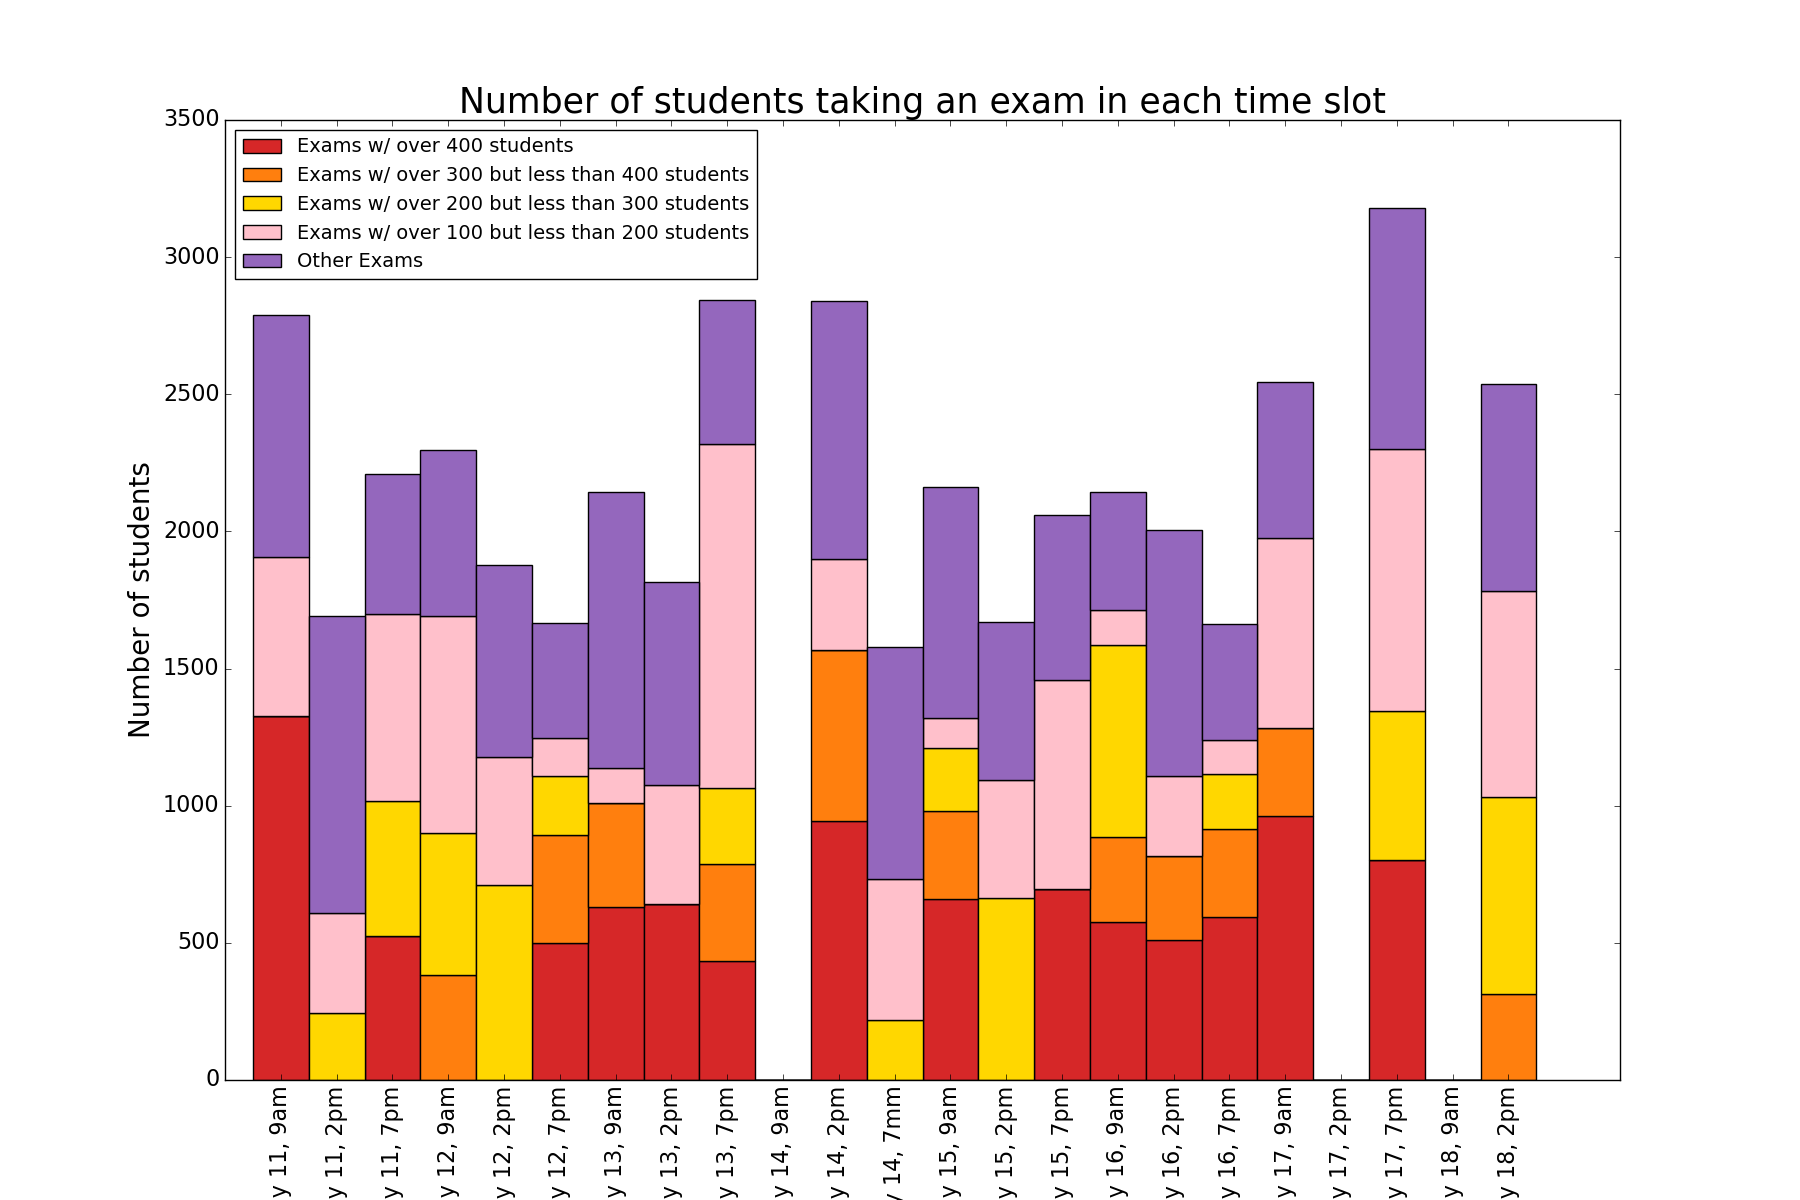 Number of students taking an exam in each time slot
Exams w/ over 400 students
Exams w/ over 300 but less than 400 students
Exams w/ over 200 but less than 300 students
Exams w/ over 100 but less than 200 students
Other Exams
Number of students
3500
3000
2500
2000
1500
1000
500
0
y 11, 9am
y 11, 2pm
y 11, 7pm
y 12, 9am
y 12, 2pm
y 12, 7pm
y 13, 9am
y 13, 2pm
y 13, 7pm
y 14, 9am
y 14, 2pm
y 14, 7mm
y 15, 9am
y 15, 2pm
y 15, 7pm
y 16, 9am
y 16, 2pm
y 16, 7pm
y 17, 9am
y 17, 2pm
y 17, 7pm
y 18, 9am
y 18, 2pm